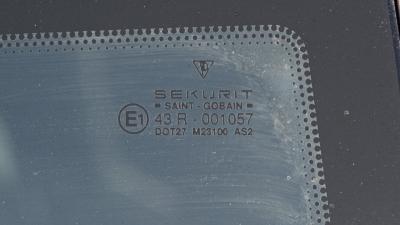 SEKURIT
SAINT - GOBAIN
E1
43 R - 001057
DOT27 M23100 AS2